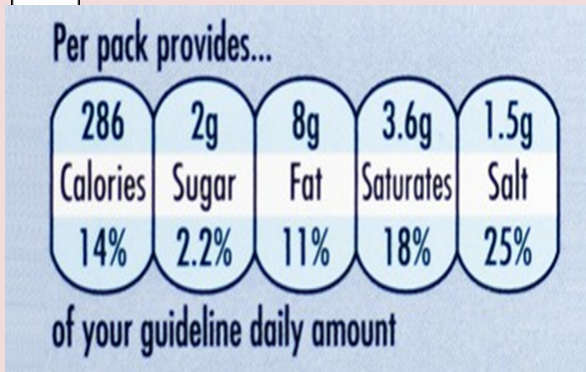 Per pack provides...
286 2g 8g 3.6g 1.5g
Calories Sugar Fat Saturates Salt
14% 2.2% 11% 18% 25%
of your guideline daily amount